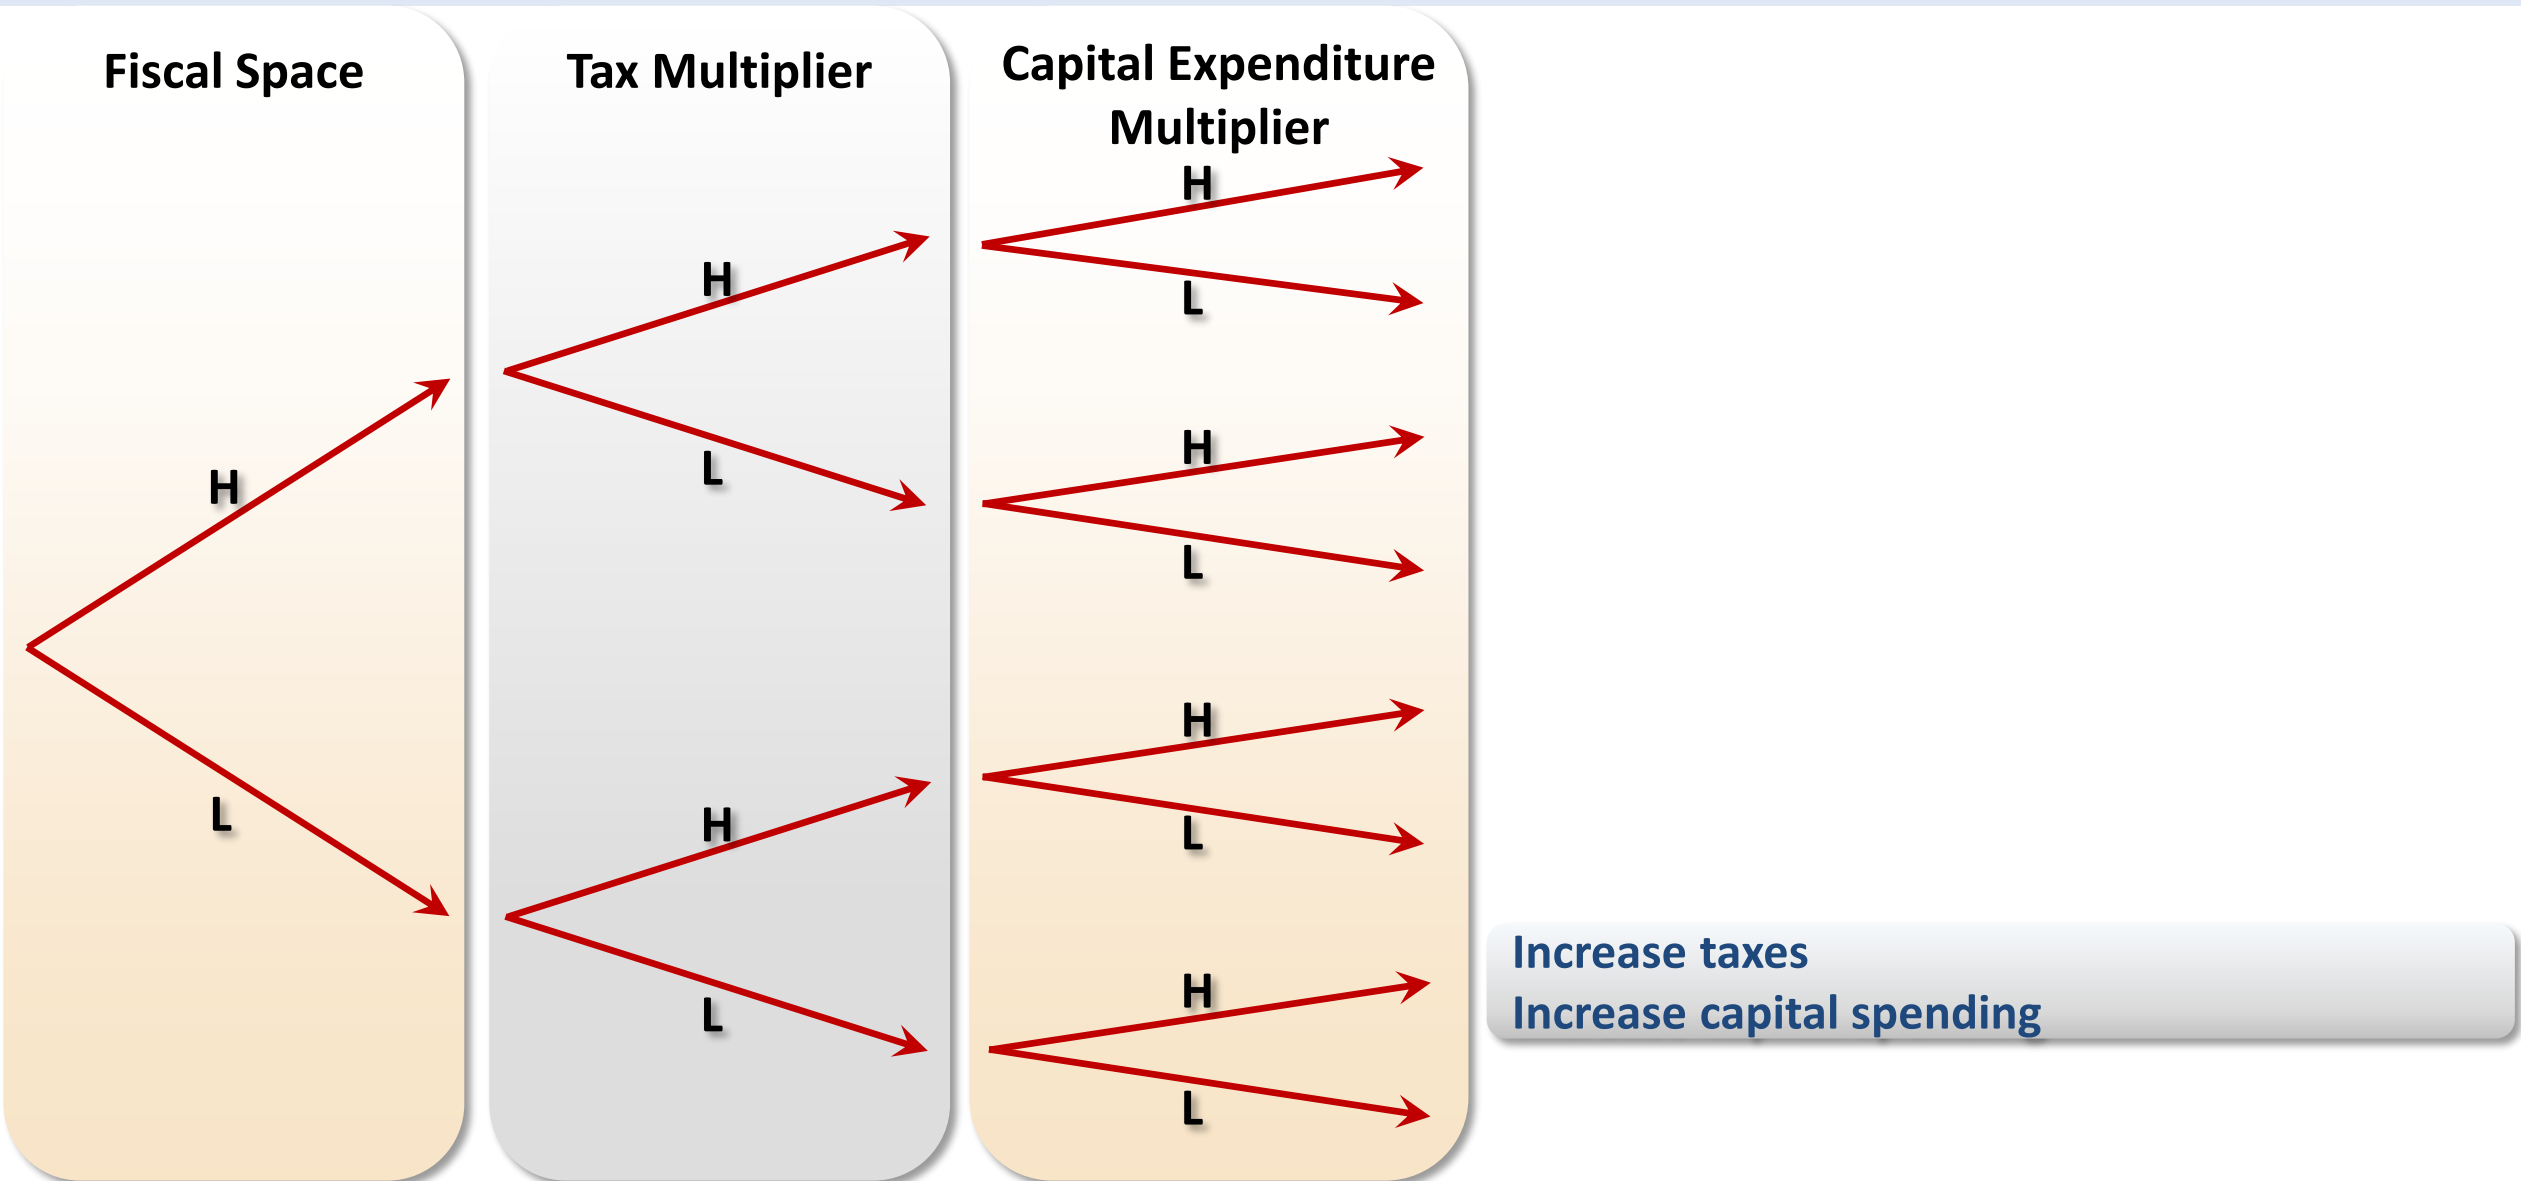 Fiscal Space
Tax Multiplier
Capital Expenditure
Multiplier
H
L
H
L
H
L
H
L
H
L
H
L
H
L
Increase taxes
Increase capital spending